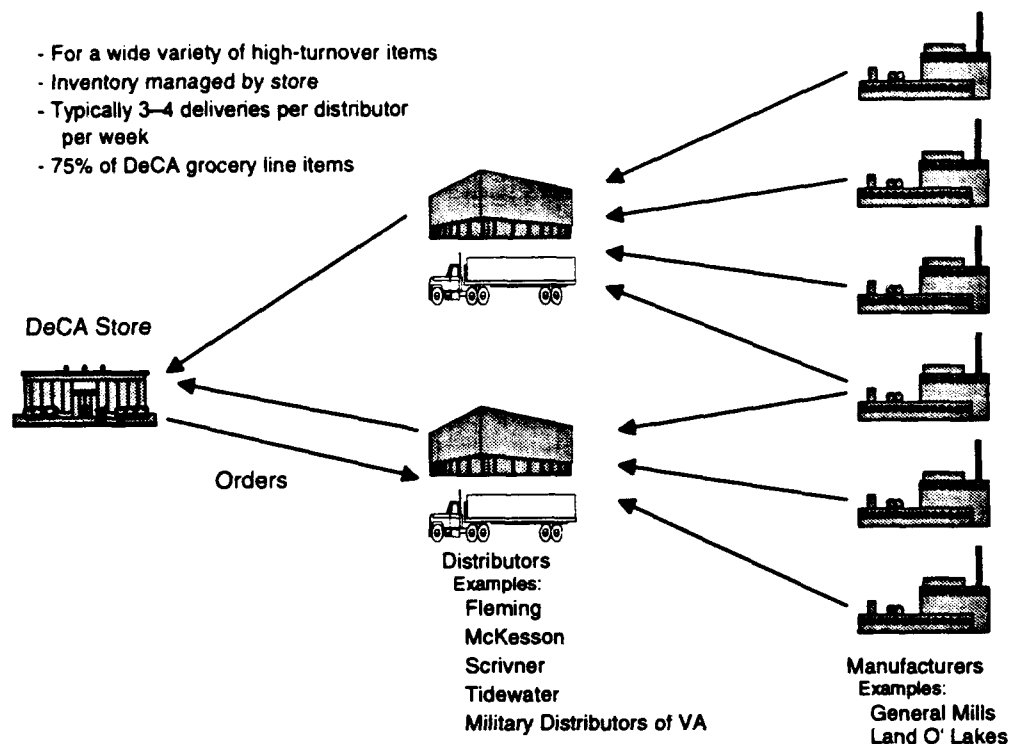 - For a wide variety of high-turnover items
- Inventory managed by store
- Typically 3–4 deliveries per distributor
per week
- 75% of DeCA grocery line items
DeCA Store
Orders
Distributors
Examples:
Fleming
McKesson
Scrivner
Tidewater
Military Distributors of VA
Manufacturers
Examples:
General Mills
Land O' Lakes